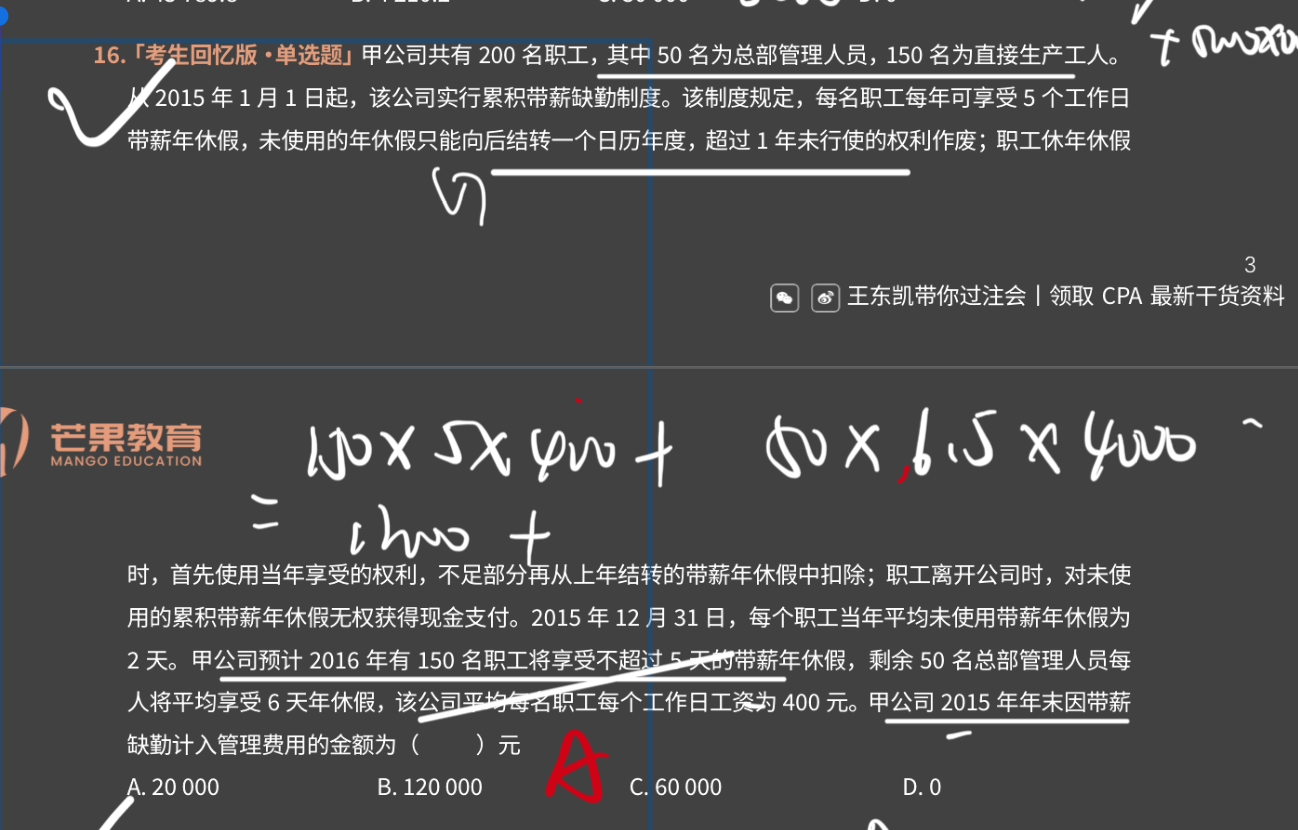 16.「考生回忆版·单选题」甲公司共有 200 名职工，其中 50 名为总部管理人员，150 名为直接生产工人。
从 2015 年 1 月 1 日起，该公司实行累积带薪缺勤制度。该制度规定，每名职工每年可享受 5 个工作日
带薪年休假，未使用的年休假只能向后结转一个日历年度，超过 1 年未行使的权利作废；职工休年休假
3
王东凯带你过注会丨领取 CPA 最新干货资料
芒果教育
MANGO EDUCATION
150×5×400+ 50×6.5×4000
=
时，首先使用当年享受的权利，不足部分再从上年结转的带薪年休假中扣除；职工离开公司时，对未使
用的累积带薪年休假无权获得现金支付。2015 年 12 月 31 日，每个职工当年平均未使用带薪年休假为
2 天。甲公司预计 2016 年有 150 名职工将享受不超过 5 天的带薪年休假，剩余 50 名总部管理人员每
人将平均享受 6 天年休假，该公司平均每名职工每个工作日工资为 400 元。甲公司 2015 年年末因带薪
缺勤计入管理费用的金额为（ ）元
A
A. 20 000 B. 120 000 C. 60 000 D. 0